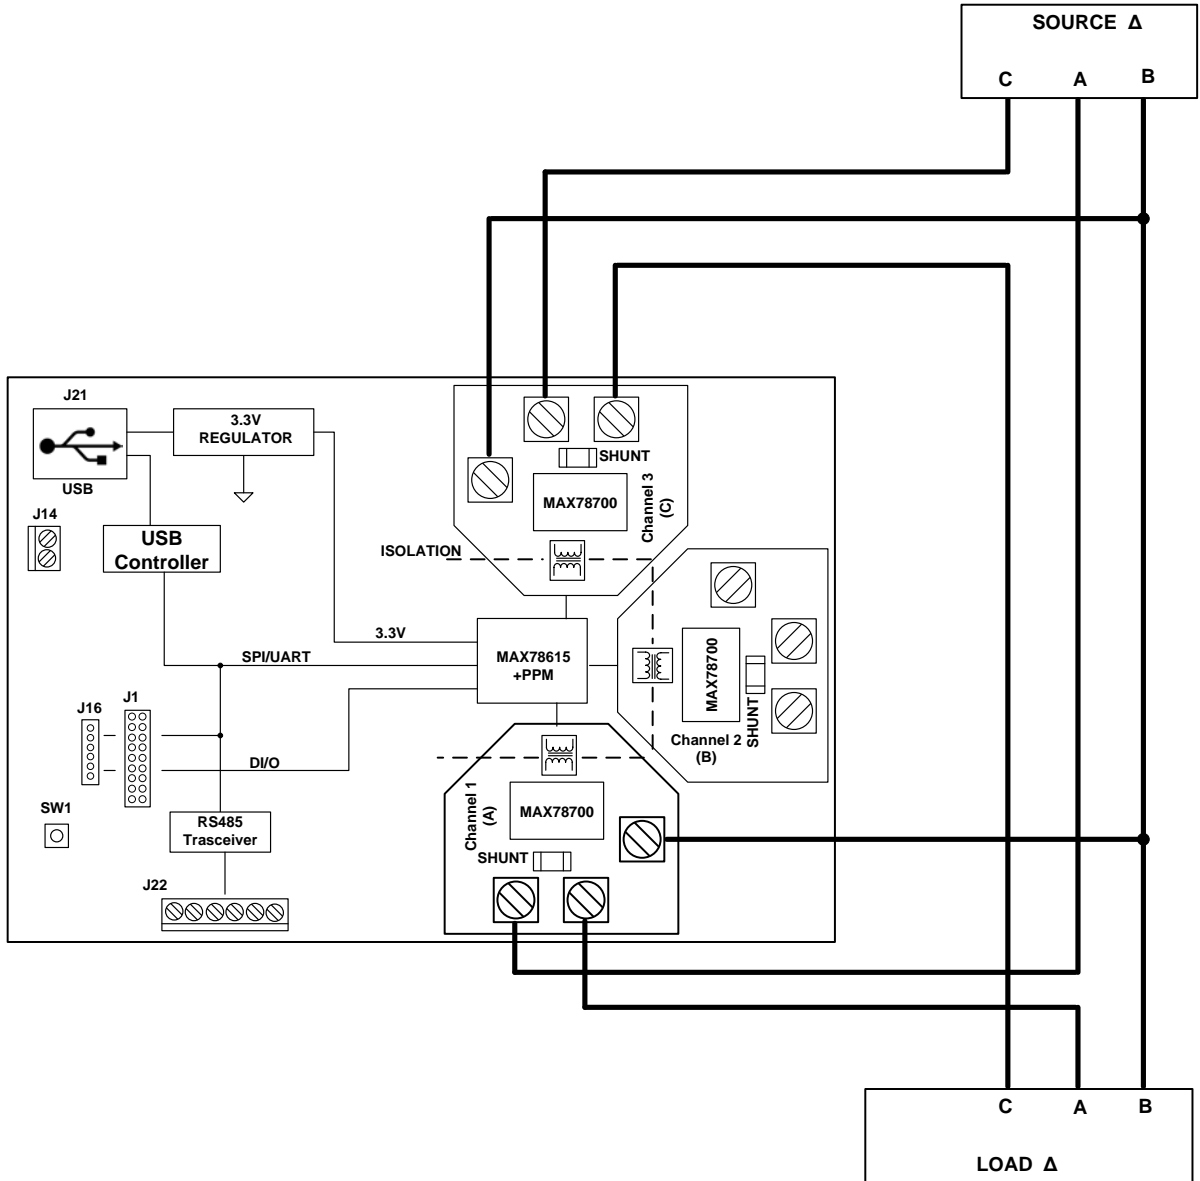 SOURCE Δ
C A B
J21
USB
3.3V
REGULATOR
J14
USB
Controller
SHUNT
MAX78700
Channel 3
(C)
ISOLATION
3.3V
SPI/UART
MAX78615
+PPM
MAX78700
SHUNT
Channel 2
(B)
J16
J1
DI/O
SW1
RS485
Trasceiver
J22
Channel 1
(A)
MAX78700
SHUNT
C A B
LOAD Δ